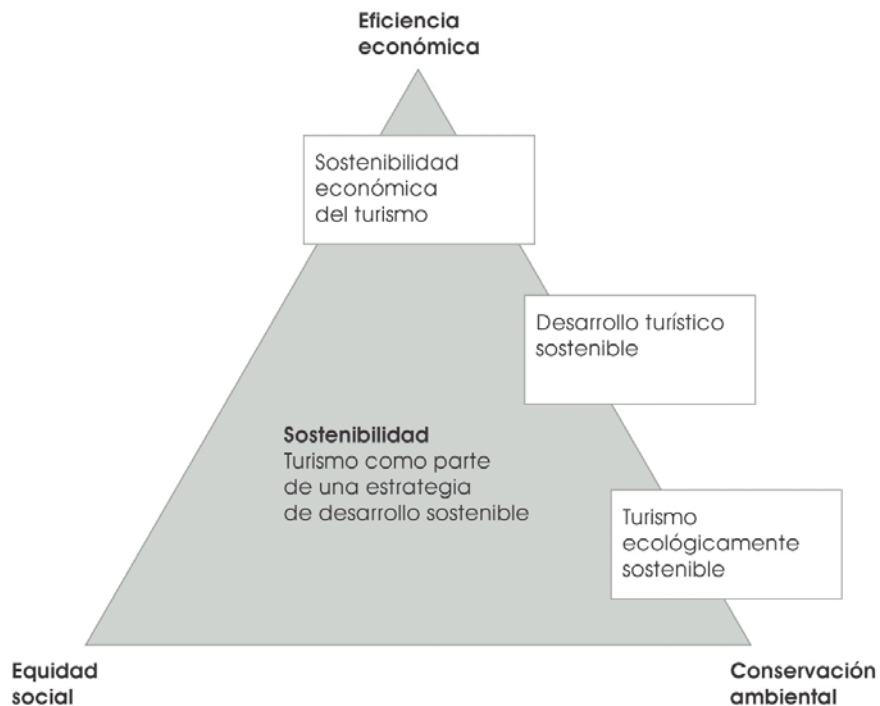 Eficiencia
económica
Sostenibilidad
económica
del turismo
Desarrollo turístico
sostenible
Sostenibilidad
Turismo como parte
de una estrategia
de desarrollo sostenible
Turismo
ecológicamente
sostenible
Equidad
social
Conservación
ambiental